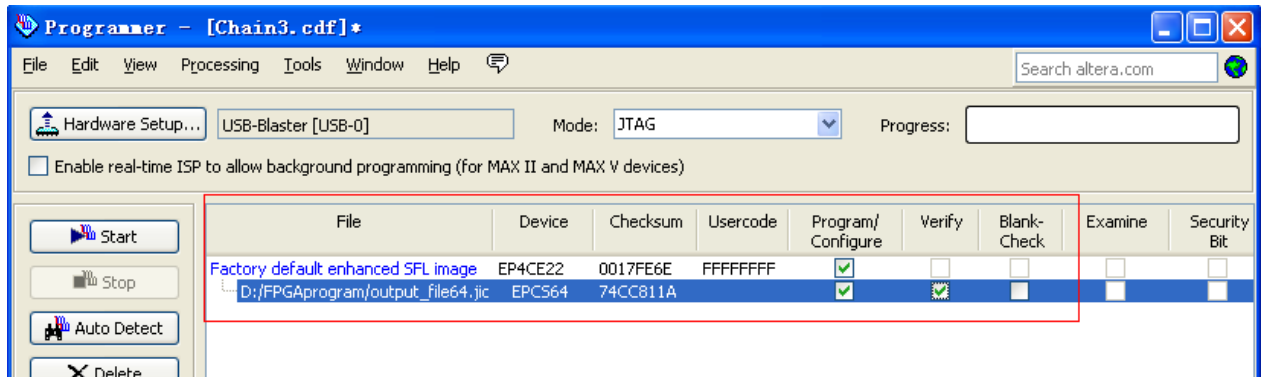 Programmer - [Chain3.cdf]*
File Edit View Processing Tools Window Help Search altera.com
Hardware Setup... USB-Blaster [USB-0] Mode: JTAG Progress:
Enable real-time ISP to allow background programming (for MAX II and MAX V devices)
Start
Stop
Auto Detect
Delete
File Device Checksum Usercode Program/ Configure Verify Blank- Check Examine Security Bit
Factory default enhanced SFL image EP4CE22 0017FE6E FFFFFFFF
D:/FPGAprogram/output_file64.jic EPCS64 74CC811A